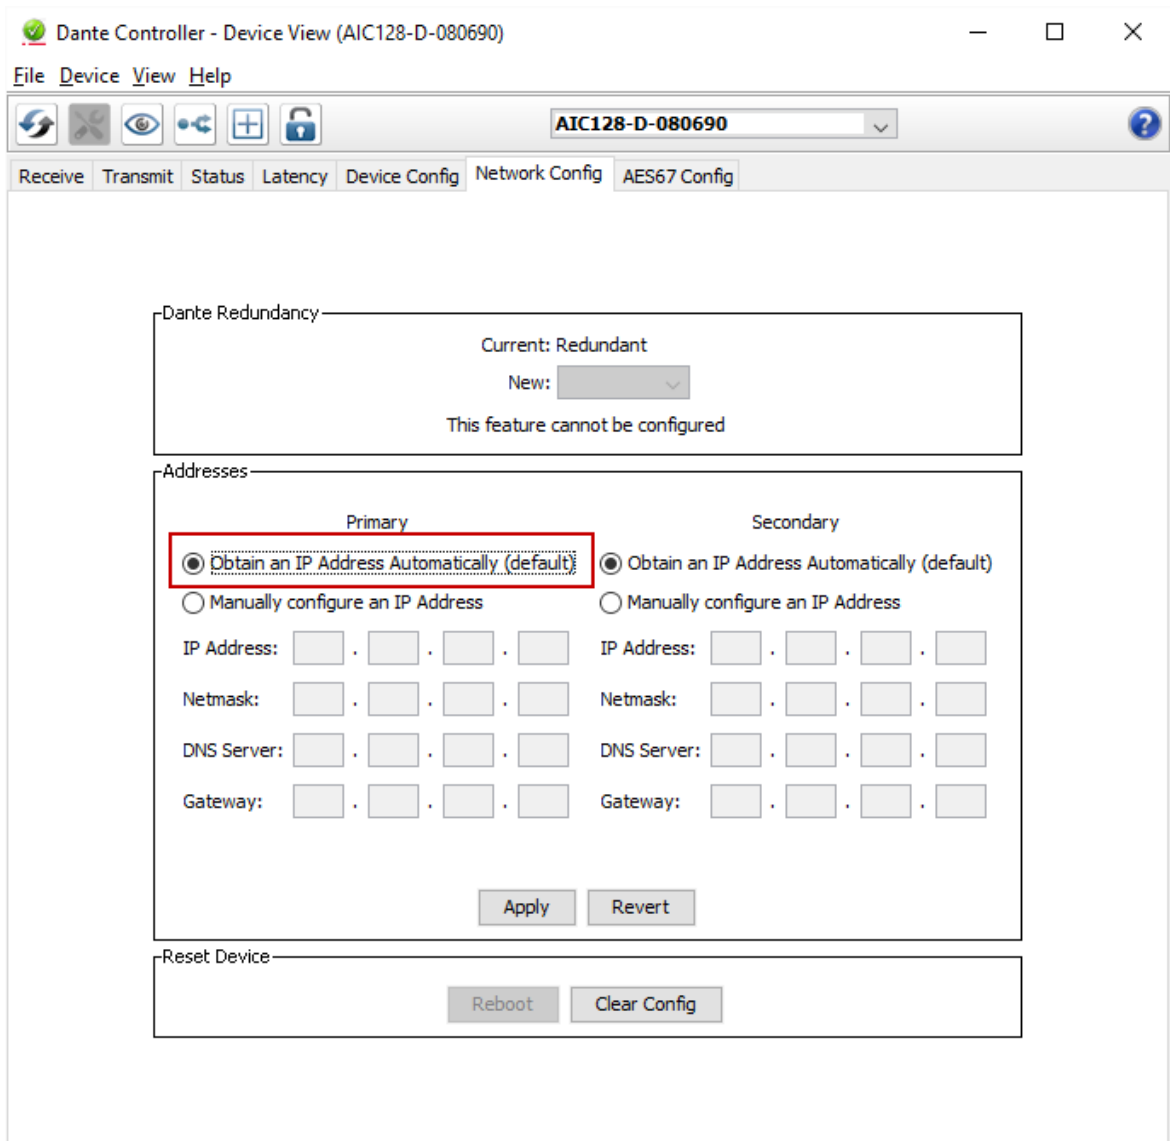 Dante Controller - Device View (AIC128-D-080690)
File Device View Help
AIC128-D-080690
Receive Transmit Status Latency Device Config Network Config AES67 Config
Dante Redundancy
Current: Redundant
New:
This feature cannot be configured
Addresses
Primary Secondary
Obtain an IP Address Automatically (default) Obtain an IP Address Automatically (default)
Manually configure an IP Address Manually configure an IP Address
IP Address: . . . IP Address: . . .
Netmask: . . . Netmask: . . .
DNS Server: . . . DNS Server: . . .
Gateway: . . . Gateway: . . .
Apply Revert
Reset Device
Reboot Clear Config